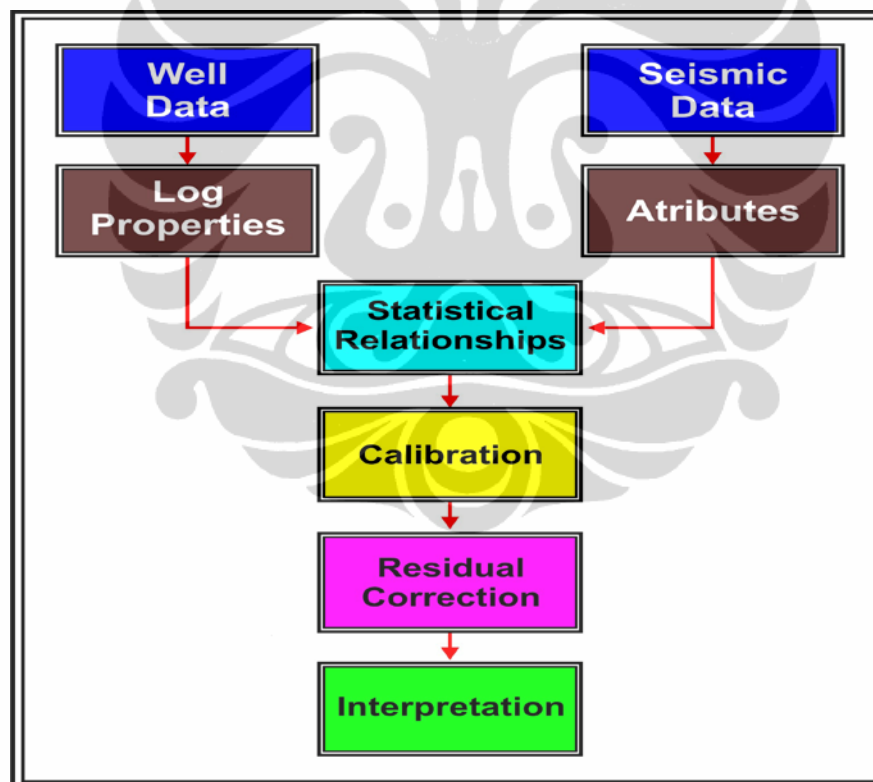 Well
Data
Seismic
Data
Log
Properties
Atributes
Statistical
Relationships
Calibration
Residual
Correction
Interpretation